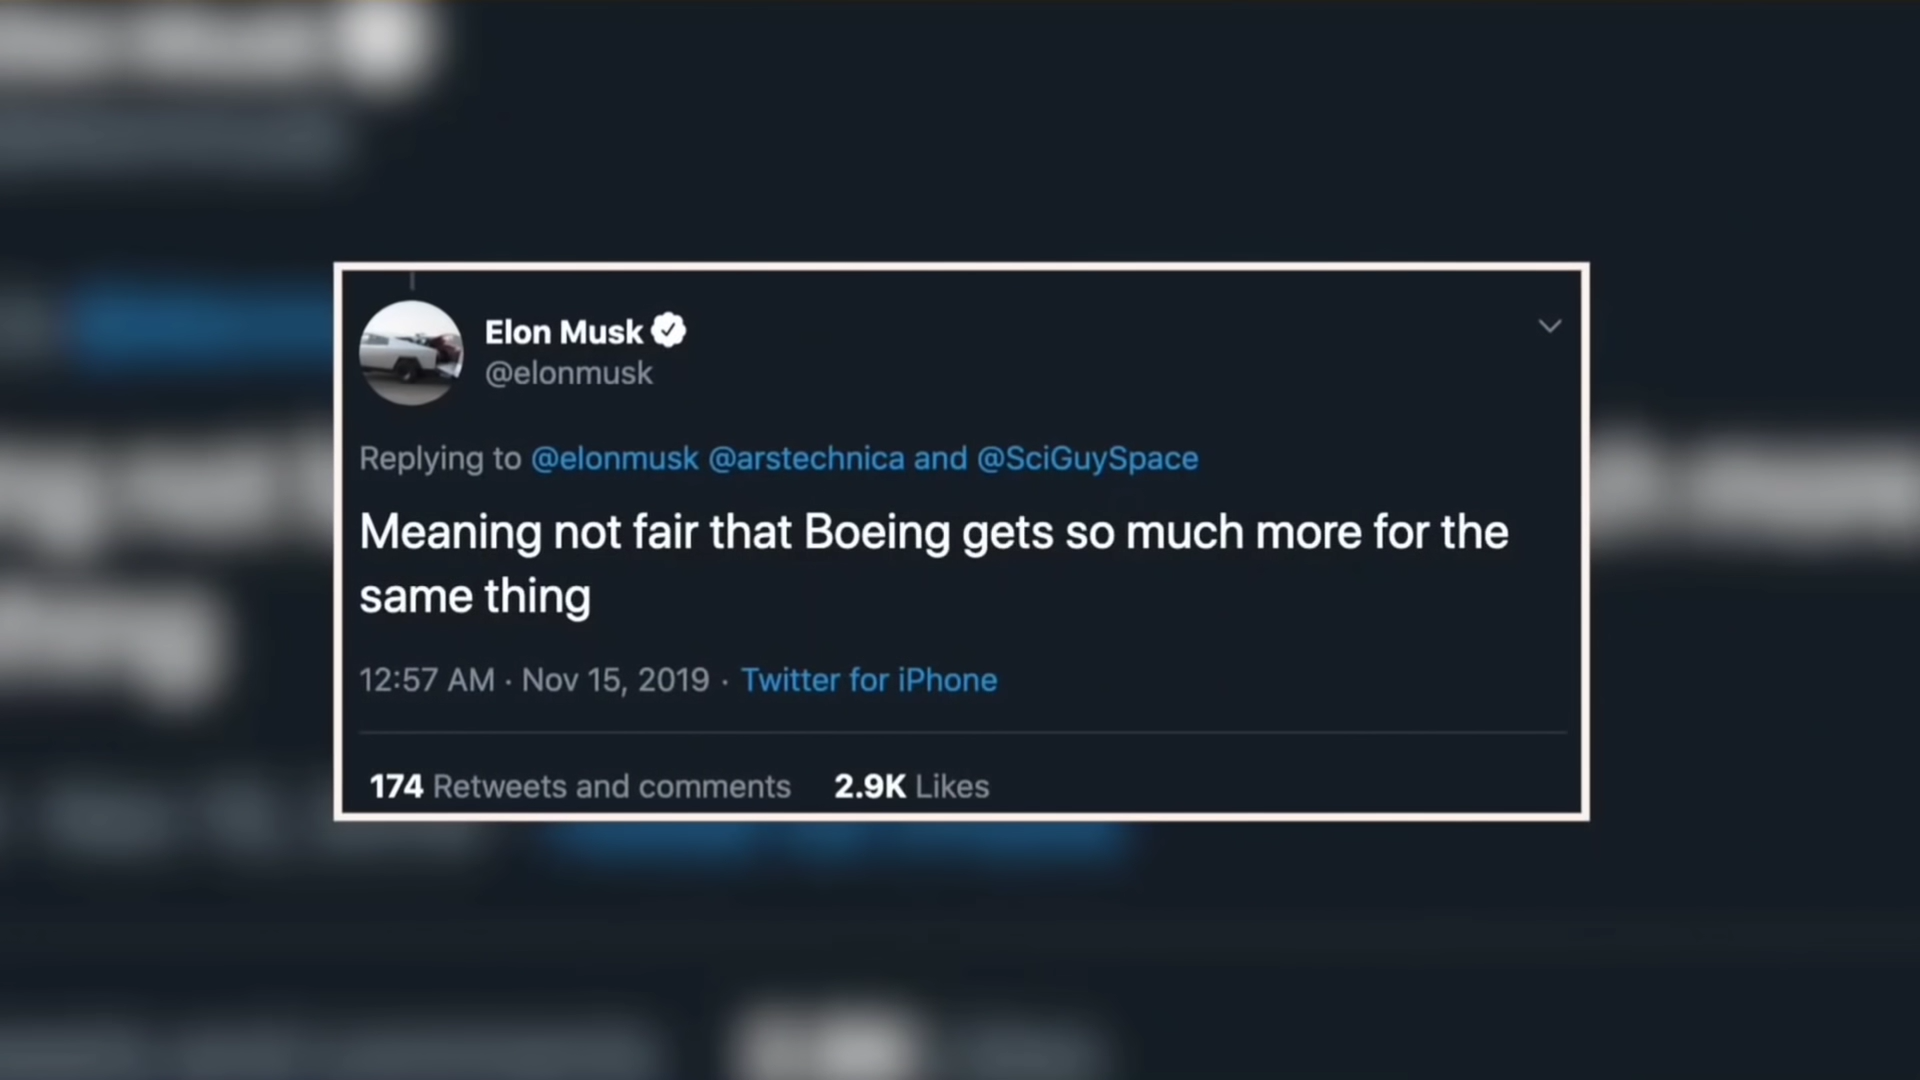 Elon Musk
@elonmusk
Replying to @elonmusk @arstechnica and @SciGuySpace
Meaning not fair that Boeing gets so much more for the
same thing
12:57 AM · Nov 15, 2019 · Twitter for iPhone
174 Retweets and comments 2.9K Likes